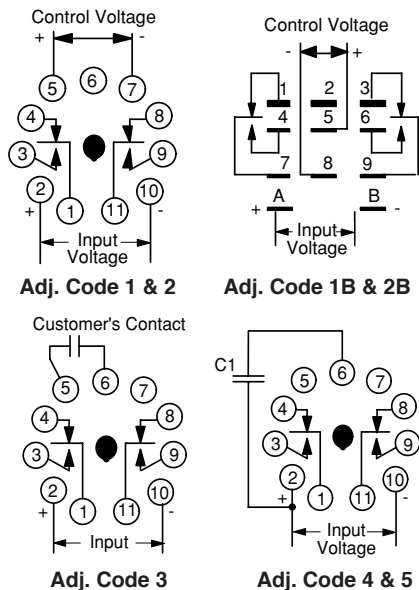 Control Voltage
+ -
5 6 7
4 8
3 9
2 10
1 11
+ -
Input
Voltage
Adj. Code 1 & 2
Control Voltage
- +
1 2 3
4 5 6
7 8 9
A B
+ -
Input
Voltage
Adj. Code 1B & 2B
Customer's Contact
5 6 7
4 8
3 9
2 10
1 11
+ -
Input
Adj. Code 3
C1
6
5 7
4 8
3 9
2 10
1 11
+ -
Input
Voltage
Adj. Code 4 & 5